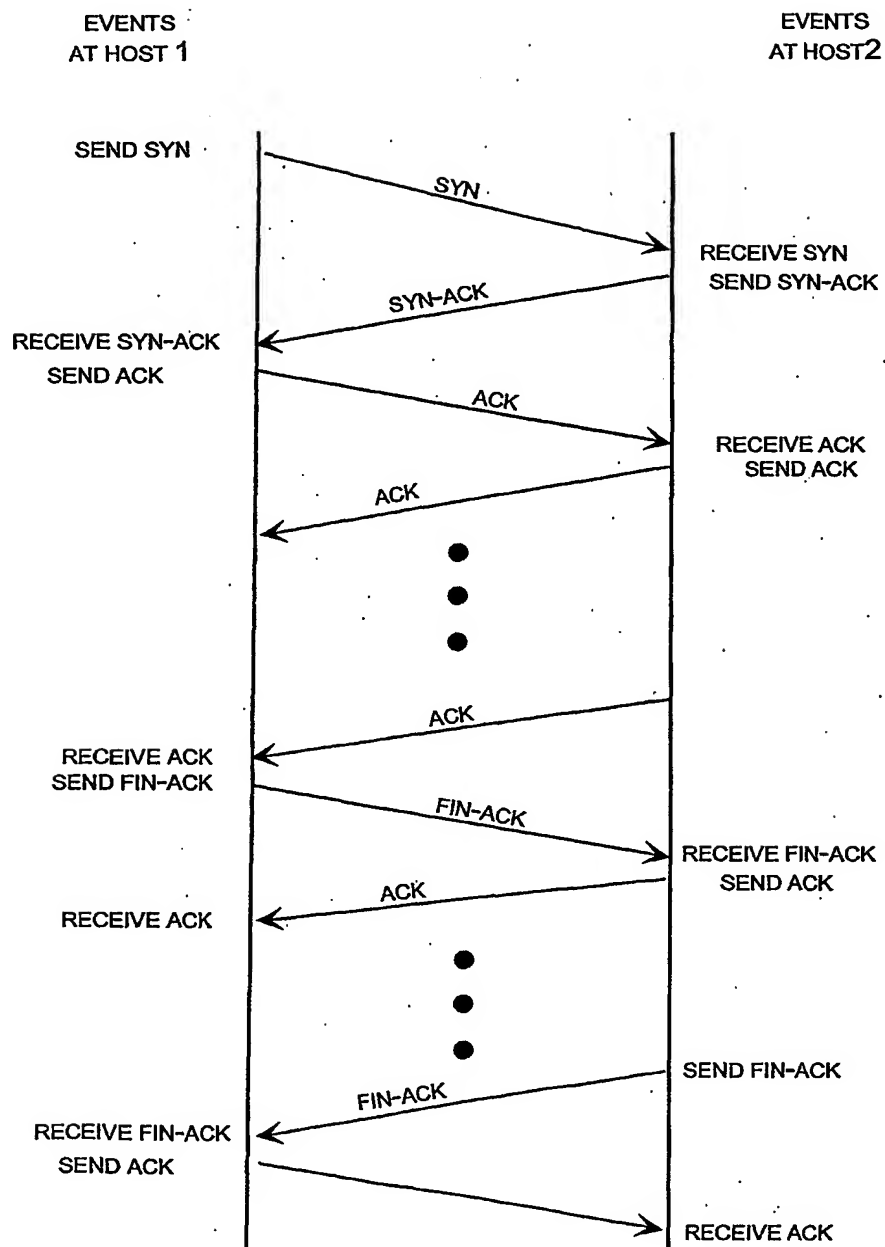 EVENTS
AT HOST 1
EVENTS
AT HOST2
SEND SYN
SYN
RECEIVE SYN
SEND SYN-ACK
SYN-ACK
RECEIVE SYN-ACK
SEND ACK
ACK
RECEIVE ACK
SEND ACK
ACK
ACK
RECEIVE ACK
SEND FIN-ACK
FIN-ACK
RECEIVE FIN-ACK
SEND ACK
ACK
RECEIVE ACK
SEND FIN-ACK
FIN-ACK
RECEIVE FIN-ACK
SEND ACK
RECEIVE ACK